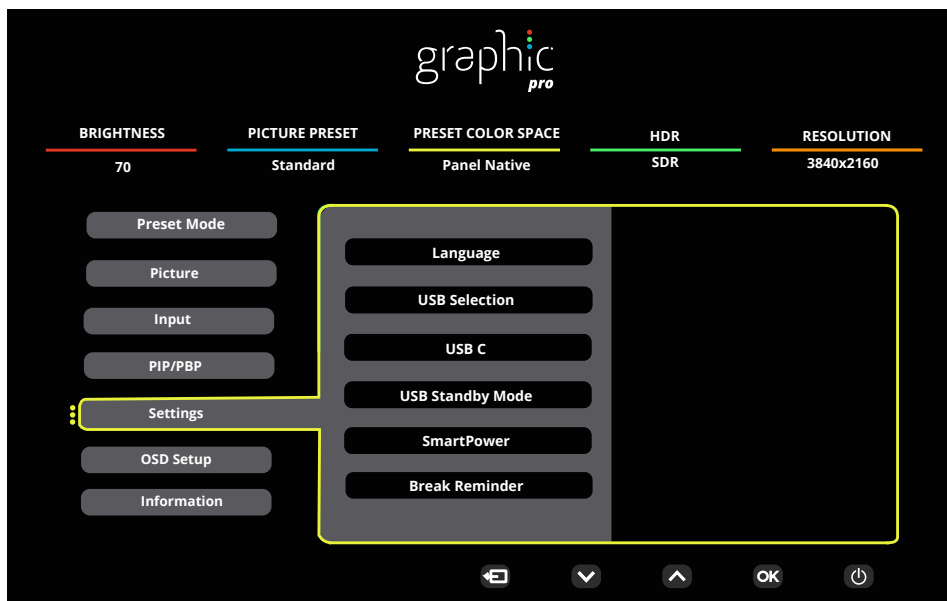 graphic
pro
BRIGHTNESS PICTURE PRESET PRESET COLOR SPACE HDR RESOLUTION
70 Standard Panel Native SDR 3840x2160
Preset Mode
Picture
Input
PIP/PBP
Settings
OSD Setup
Information
Language
USB Selection
USB C
USB Standby Mode
SmartPower
Break Reminder
OK